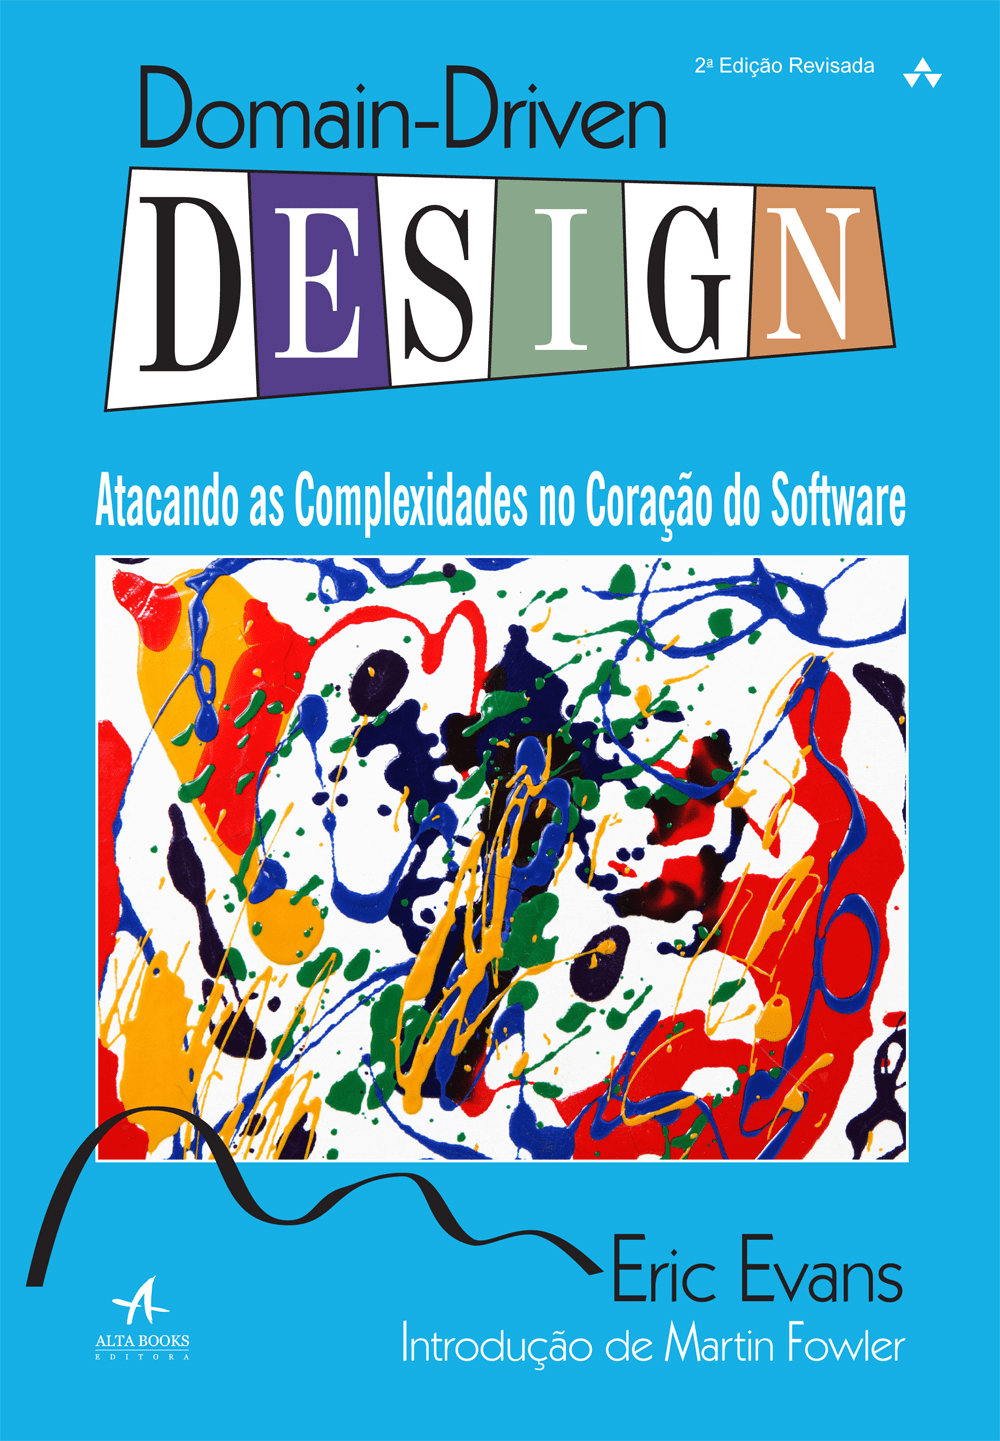 2ª Edição Revisada
Domain-Driven
DESIGN
Atacando as Complexidades no Coração do Software
Eric Evans
Introdução de Martin Fowler
ALTA BOOKS
EDITORA